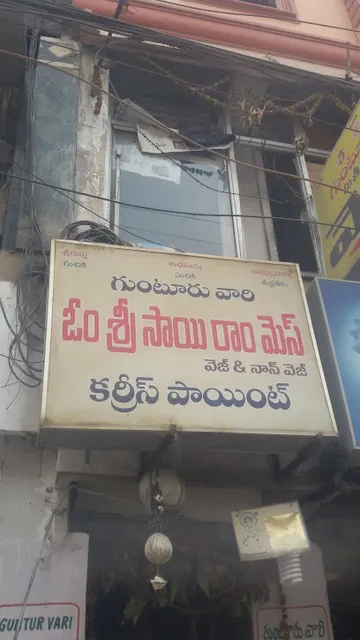 గుంటూరు వారి
ఓం శ్రీ సాయి రాం మెస్
వెజ్ & నాన్ వెజ్
కర్రీస్ పాయింట్
GUNTUR VARI
గుంటూరు వారి